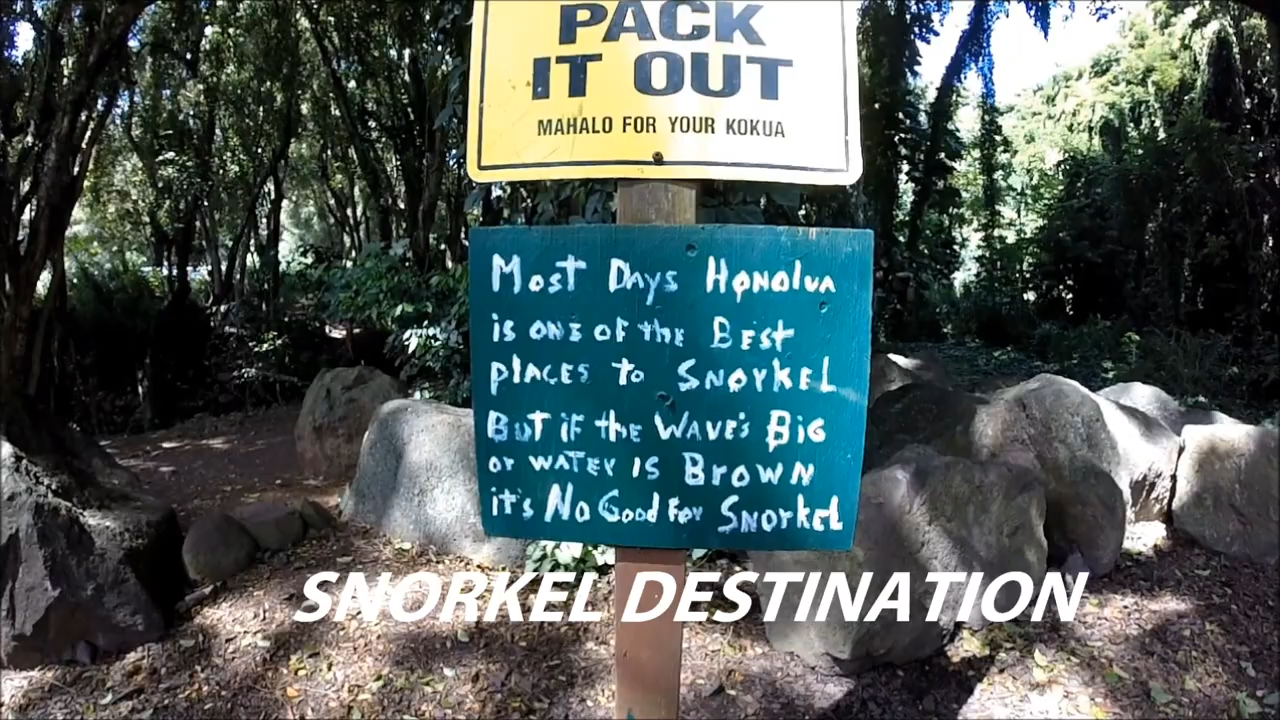 PACK
IT OUT
MAHALO FOR YOUR KOKUA
Most Days Honolua
is one of the Best
places to Snorkel
But if the Wave's Big
or water is Brown
it's No Good For Snorkel
SNORKEL DESTINATION